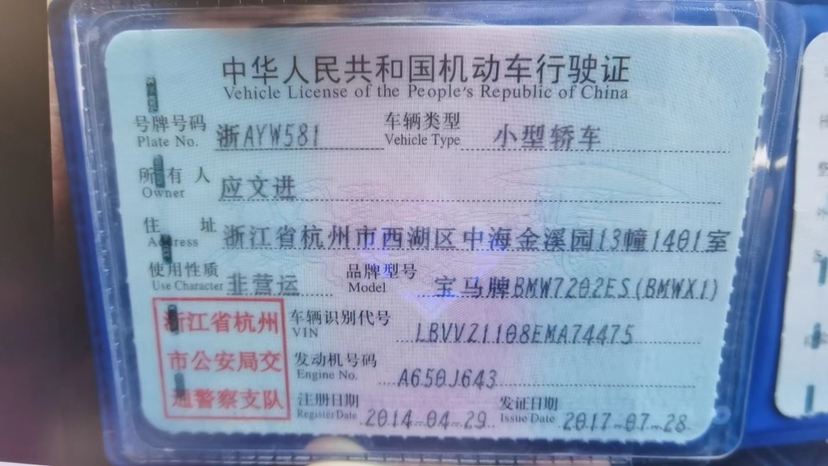 中华人民共和国机动车行驶证
Vehicle License of the People's Republic of China
号牌号码 浙AYW581 车辆类型 小型轿车
Plate No. Vehicle Type
所有人 应文进
Owner
住址 浙江省杭州市西湖区中海金溪园13幢1401室
Address
使用性质 非营运 品牌型号 宝马牌BMW7202ES(BMWX1)
Use Character Model
浙江省杭州
市公安局交
通警察支队
车辆识别代号 LBVVZ1108EMA74475
VIN
发动机号码 A650J643
Engine No.
注册日期 2014-04-29 发证日期 2017-07-28
Register Date Issue Date